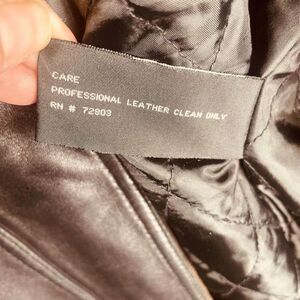 CARE
PROFESSIONAL LEATHER CLEAN ONLY
RN # 72803